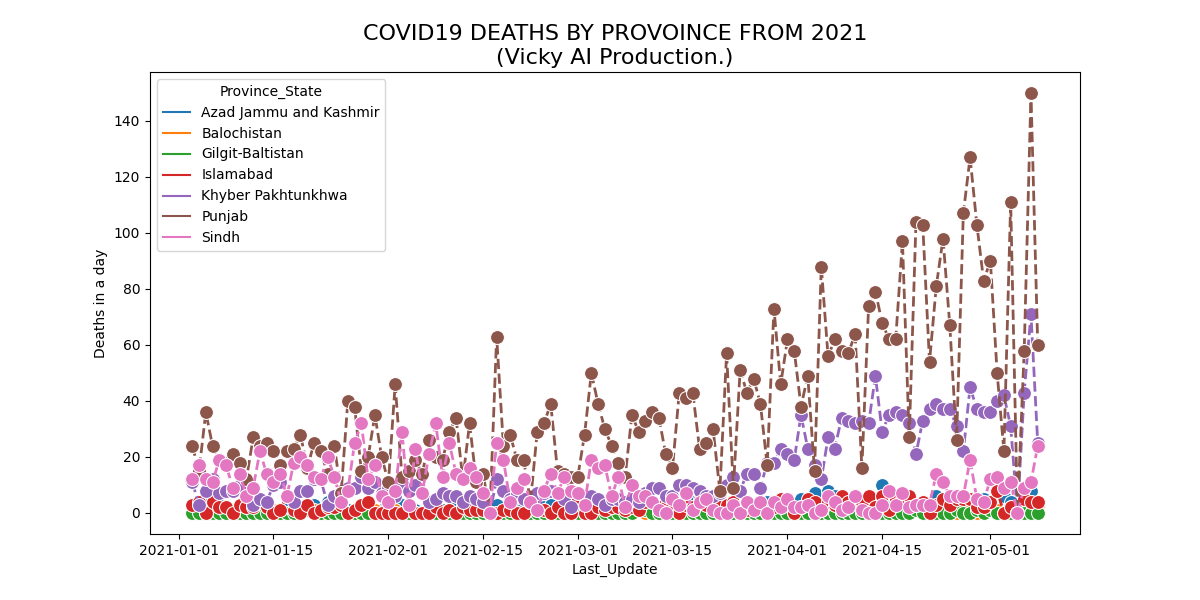 COVID19 DEATHS BY PROVOINCE FROM 2021
(Vicky AI Production.)
Province_State
Azad Jammu and Kashmir
Balochistan
Gilgit-Baltistan
Islamabad
Khyber Pakhtunkhwa
Punjab
Sindh
Deaths in a day
140
120
100
80
60
40
20
0
2021-01-01 2021-01-15 2021-02-01 2021-02-15 2021-03-01 2021-03-15 2021-04-01 2021-04-15 2021-05-01
Last_Update